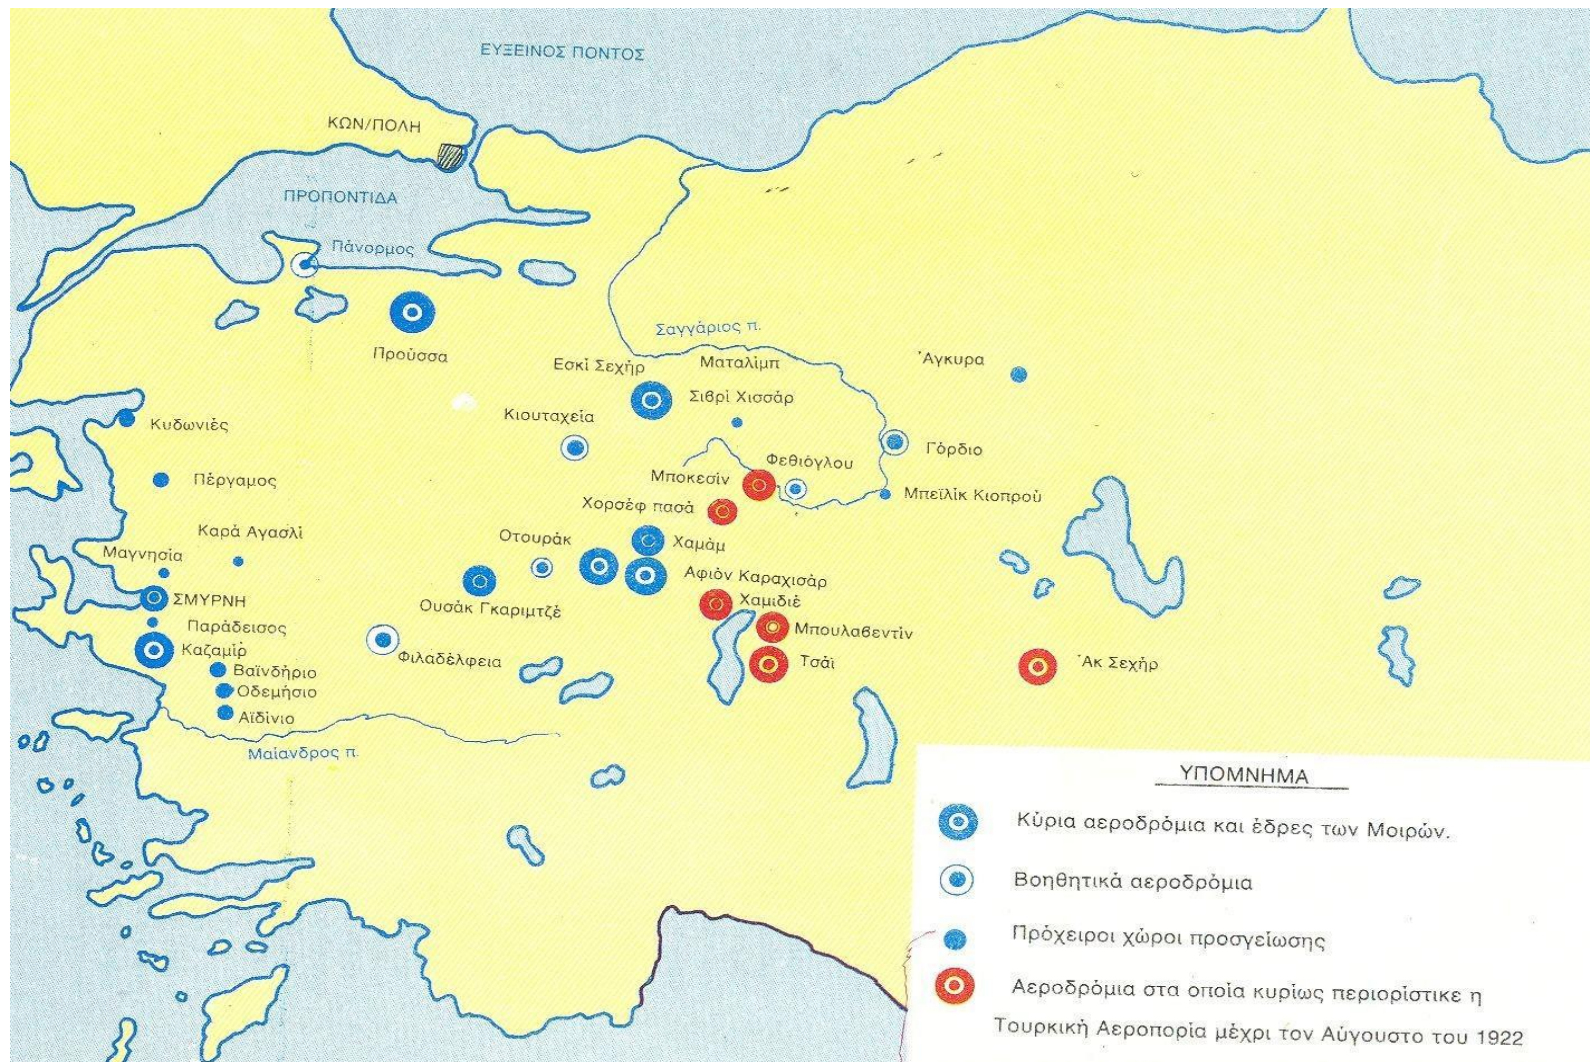 ΕΥΞΕΙΝΟΣ ΠΟΝΤΟΣ
ΚΩΝ/ΠΟΛΗ
ΠΡΟΠΟΝΤΙΔΑ
Πάνορμος
Σαγγάριος π.
Προύσσα
Εσκί Σεχήρ
Ματαλίμπ
Άγκυρα
Σιβρί Χισσάρ
Κιουταχεία
Κυδωνιές
Γόρδιο
Φεθιόγλου
Μποκεσίν
Πέργαμος
Μπεϊλίκ Κιοπρού
Χορσέφ πασά
Καρά Αγασλί
Οτουράκ
Χαμάμ
Μαγνησία
Αφιόν Καραχισάρ
ΣΜΥΡΝΗ
Ουσάκ Γκαριμτζέ
Χαμιδιέ
Παράδεισος
Μπουλαβεντίν
Καζαμίρ
Φιλαδέλφεια
Τσάϊ
Άκ Σεχήρ
Βαϊνδήριο
Οδεμήσιο
Αϊδίνιο
Μαίανδρος π.
ΥΠΟΜΝΗΜΑ
Κύρια αεροδρόμια και έδρες των Μοιρών.
Βοηθητικά αεροδρόμια
Πρόχειροι χώροι προσγείωσης
Αεροδρόμια στα οποία κυρίως περιορίστικε η
Τουρκική Αεροπορία μέχρι τον Αύγουστο του 1922